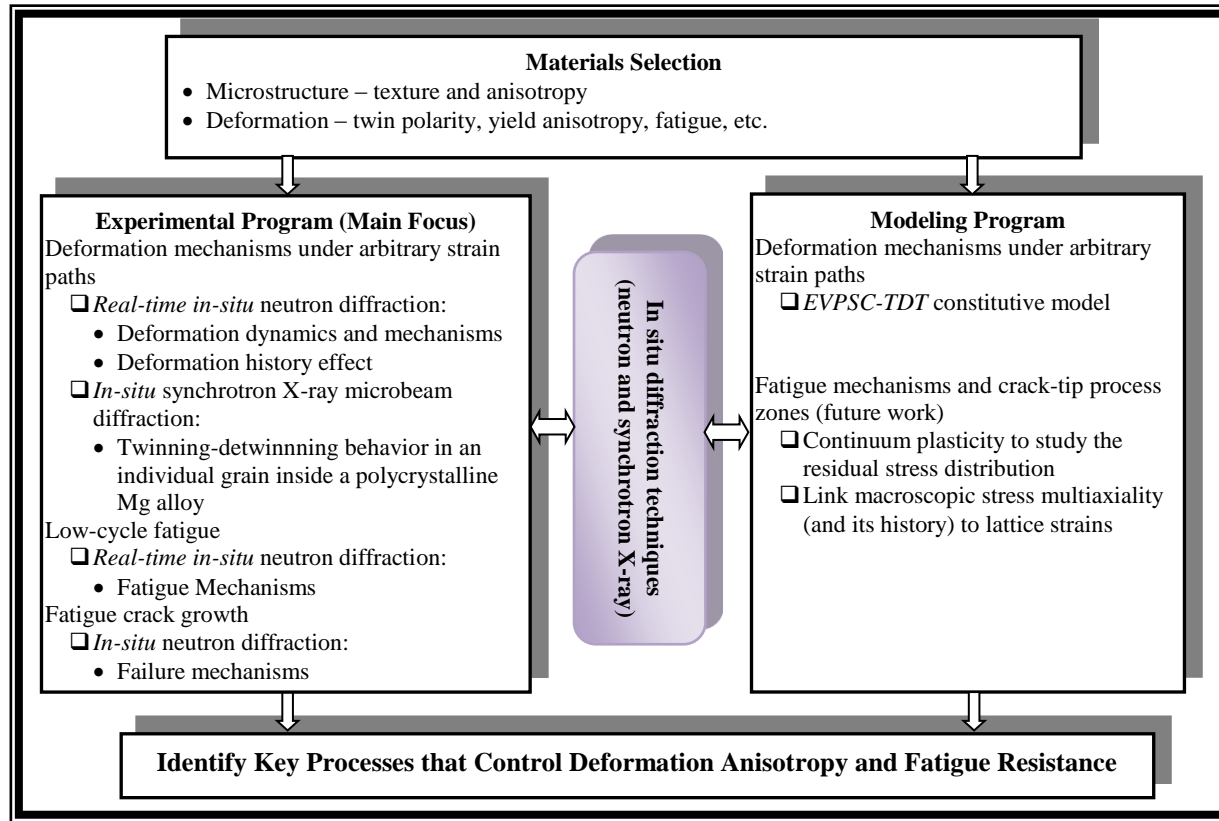 Materials Selection
• Microstructure – texture and anisotropy
• Deformation – twin polarity, yield anisotropy, fatigue, etc.
Experimental Program (Main Focus)
Deformation mechanisms under arbitrary strain
paths
❑ Real-time in-situ neutron diffraction:
• Deformation dynamics and mechanisms
• Deformation history effect
❑ In-situ synchrotron X-ray microbeam
diffraction:
• Twinning-detwinnning behavior in an
individual grain inside a polycrystalline
Mg alloy
Low-cycle fatigue
❑ Real-time in-situ neutron diffraction:
• Fatigue Mechanisms
Fatigue crack growth
❑ In-situ neutron diffraction:
• Failure mechanisms
In situ diffraction techniques
(neutron and synchrotron X-ray)
Modeling Program
Deformation mechanisms under arbitrary
strain paths
❑ EVPSC-TDT constitutive model
Fatigue mechanisms and crack-tip process
zones (future work)
❑ Continuum plasticity to study the
residual stress distribution
❑ Link macroscopic stress multiaxiality
(and its history) to lattice strains
Identify Key Processes that Control Deformation Anisotropy and Fatigue Resistance